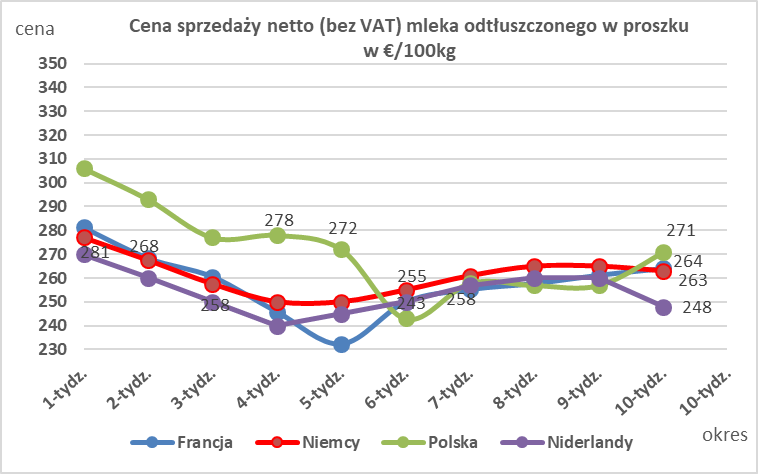 cena
Cena sprzedaży netto (bez VAT) mleka odtłuszczonego w proszku
w €/100kg
350
340
330
320
310
300
290
280
270
260
250
240
230
281
268
258
278
272
255
243
258
271
264
263
248
1-tydz.
2-tydz.
3-tydz.
4-tydz.
5-tydz.
6-tydz.
7-tydz.
8-tydz.
9-tydz.
10-tydz.
10-tydz.
okres
Francja Niemcy Polska Niderlandy